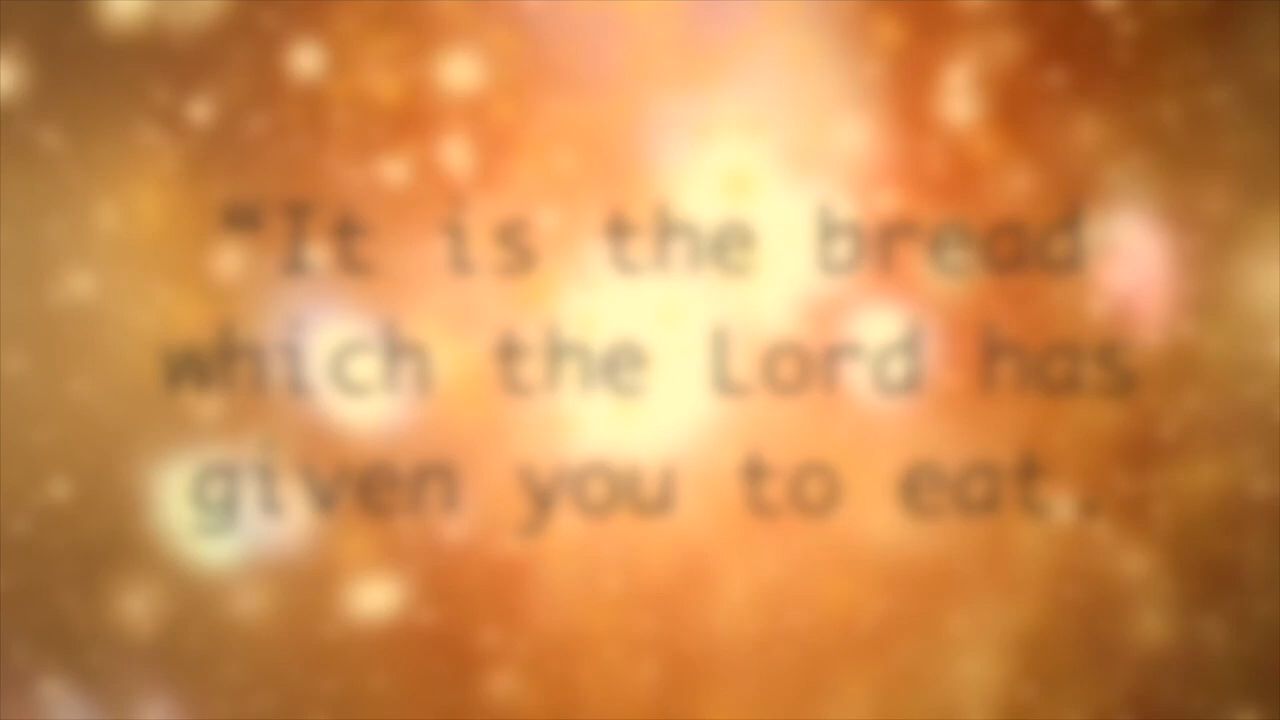 “It is the bread
which the Lord has
given you to eat.